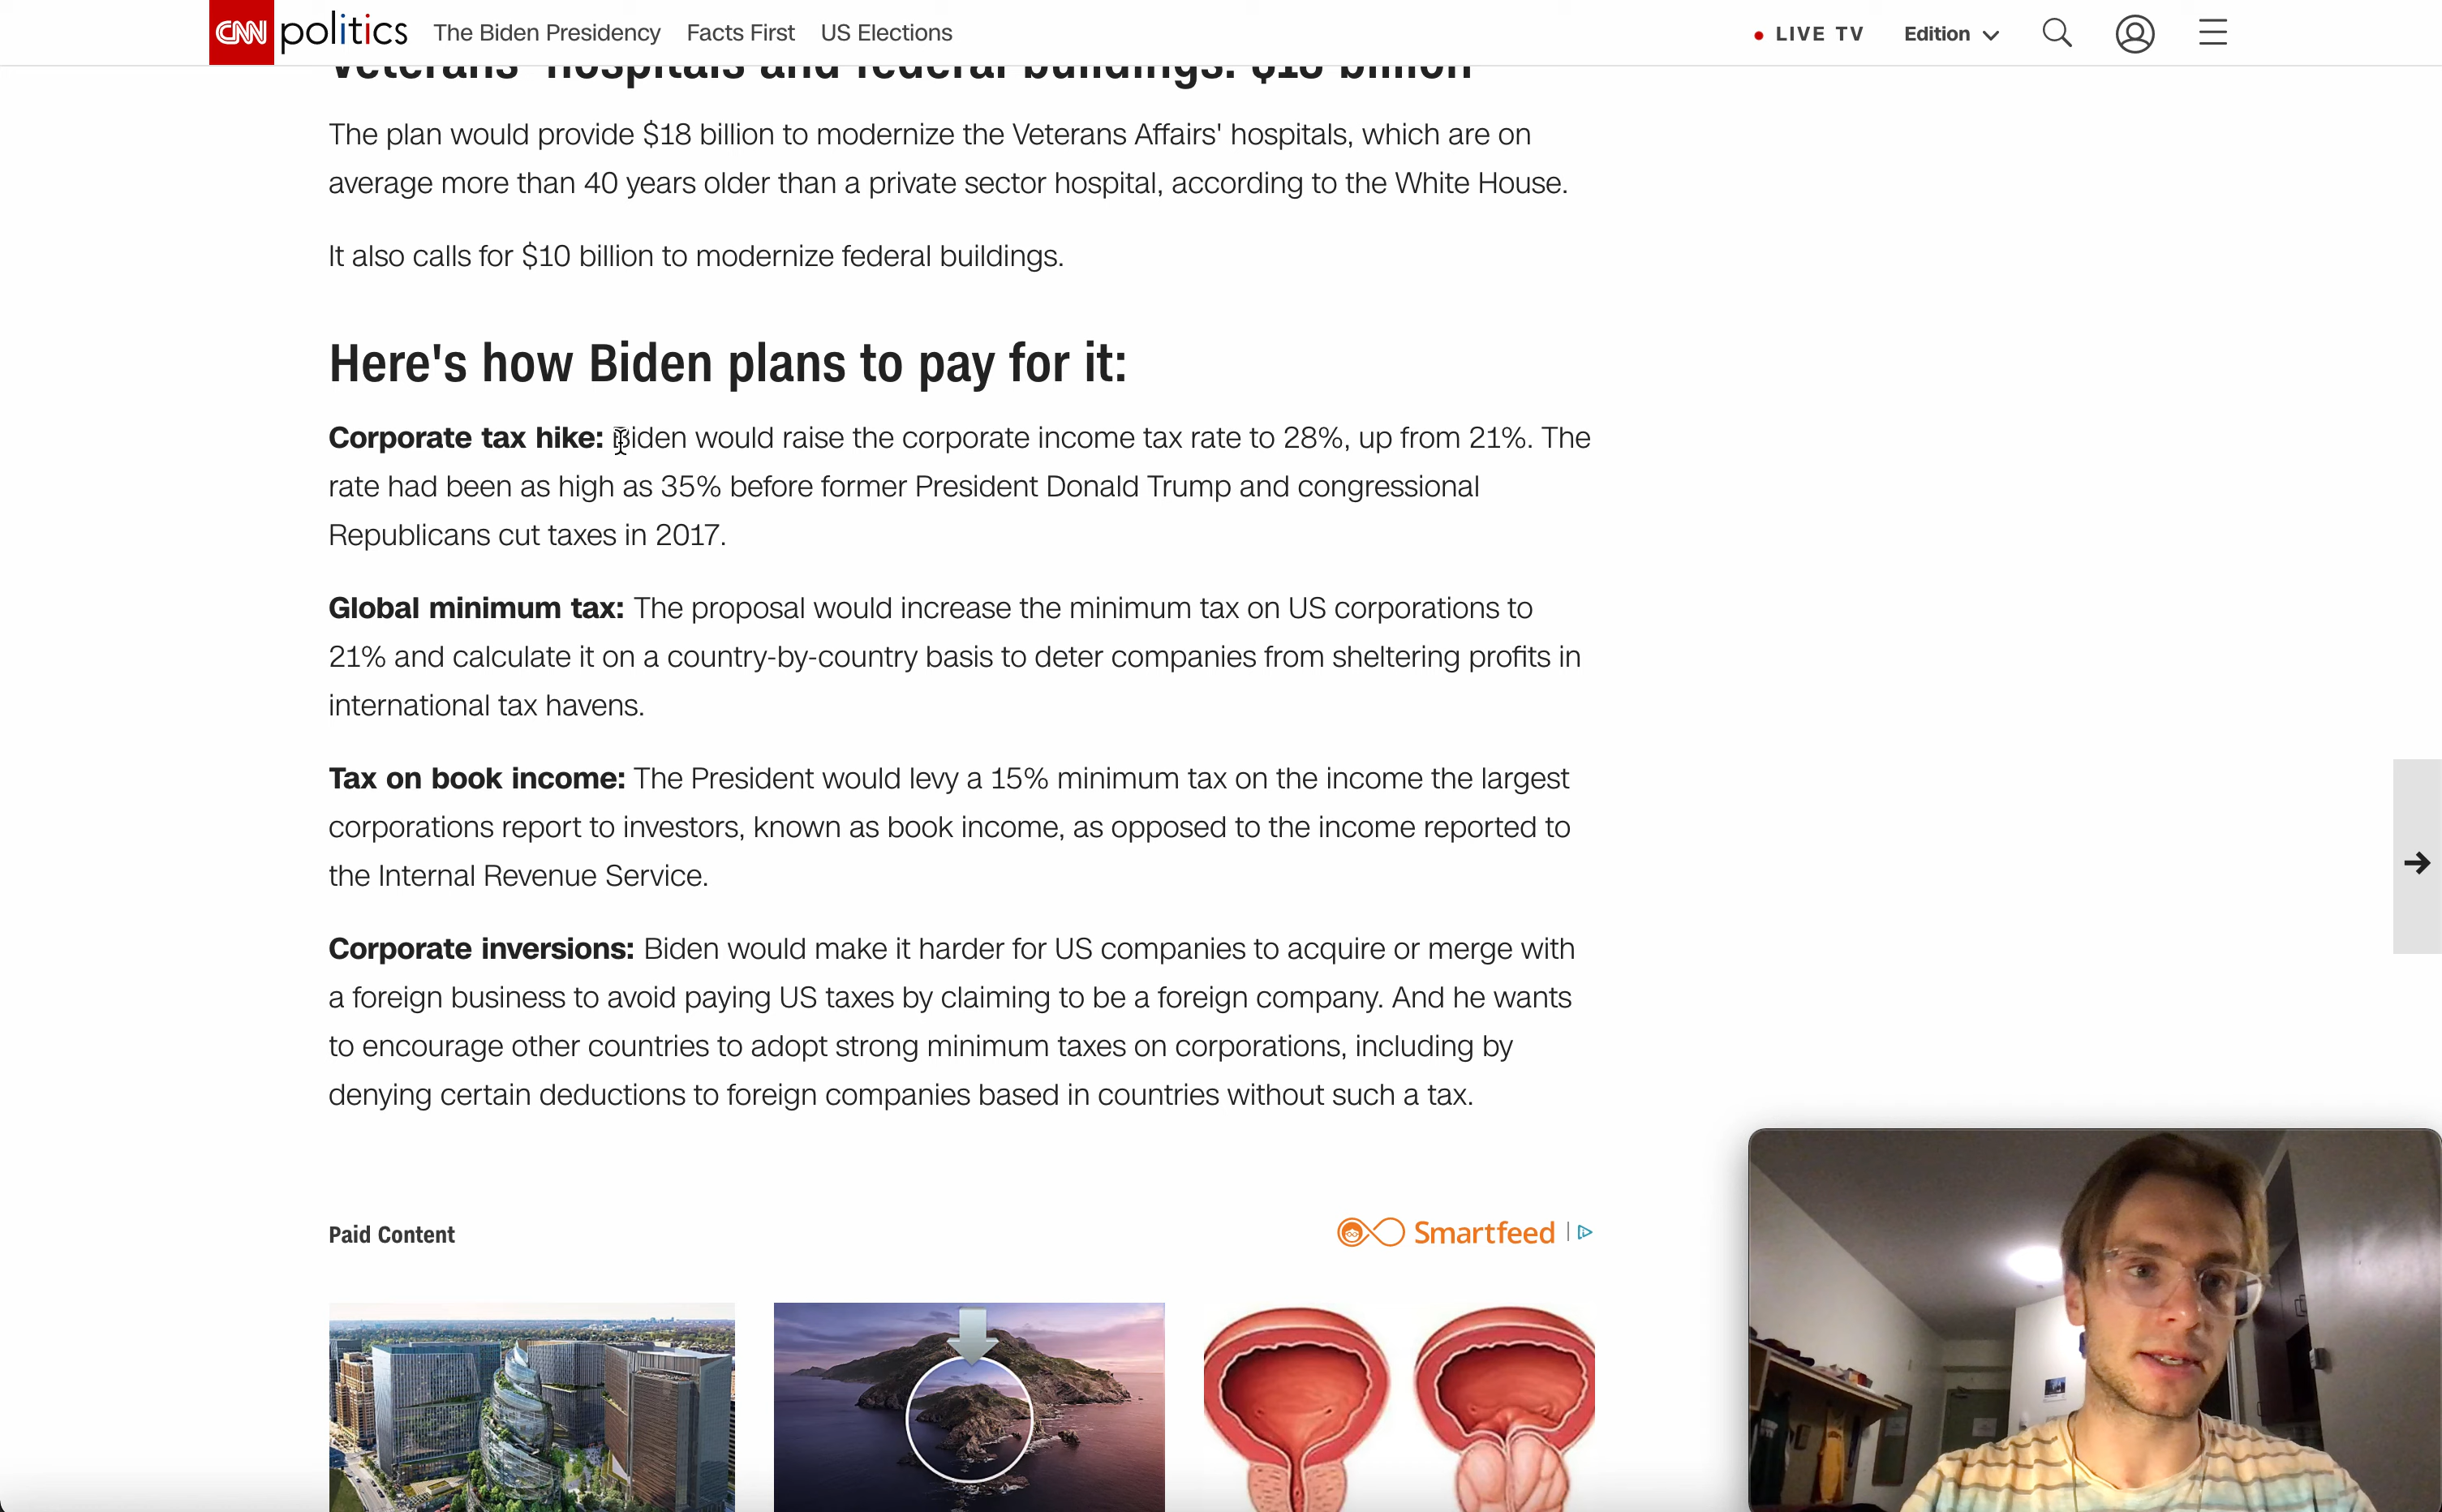 CNN politics The Biden Presidency Facts First US Elections LIVE TV Edition
Veterans' hospitals and federal buildings: $18 billion
The plan would provide $18 billion to modernize the Veterans Affairs' hospitals, which are on
average more than 40 years older than a private sector hospital, according to the White House.
It also calls for $10 billion to modernize federal buildings.
Here's how Biden plans to pay for it:
Corporate tax hike: Biden would raise the corporate income tax rate to 28%, up from 21%. The
rate had been as high as 35% before former President Donald Trump and congressional
Republicans cut taxes in 2017.
Global minimum tax: The proposal would increase the minimum tax on US corporations to
21% and calculate it on a country-by-country basis to deter companies from sheltering profits in
international tax havens.
Tax on book income: The President would levy a 15% minimum tax on the income the largest
corporations report to investors, known as book income, as opposed to the income reported to
the Internal Revenue Service.
Corporate inversions: Biden would make it harder for US companies to acquire or merge with
a foreign business to avoid paying US taxes by claiming to be a foreign company. And he wants
to encourage other countries to adopt strong minimum taxes on corporations, including by
denying certain deductions to foreign companies based in countries without such a tax.
Paid Content Smartfeed